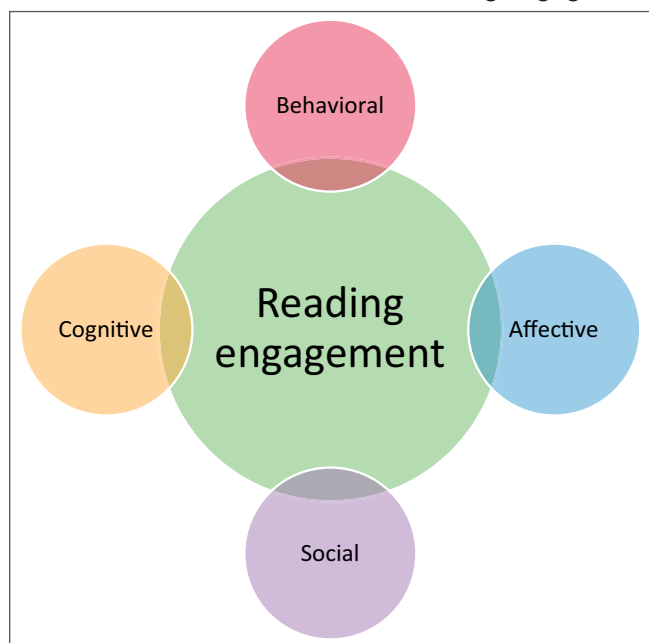 Behavioral
Cognitive
Reading
engagement
Affective
Social